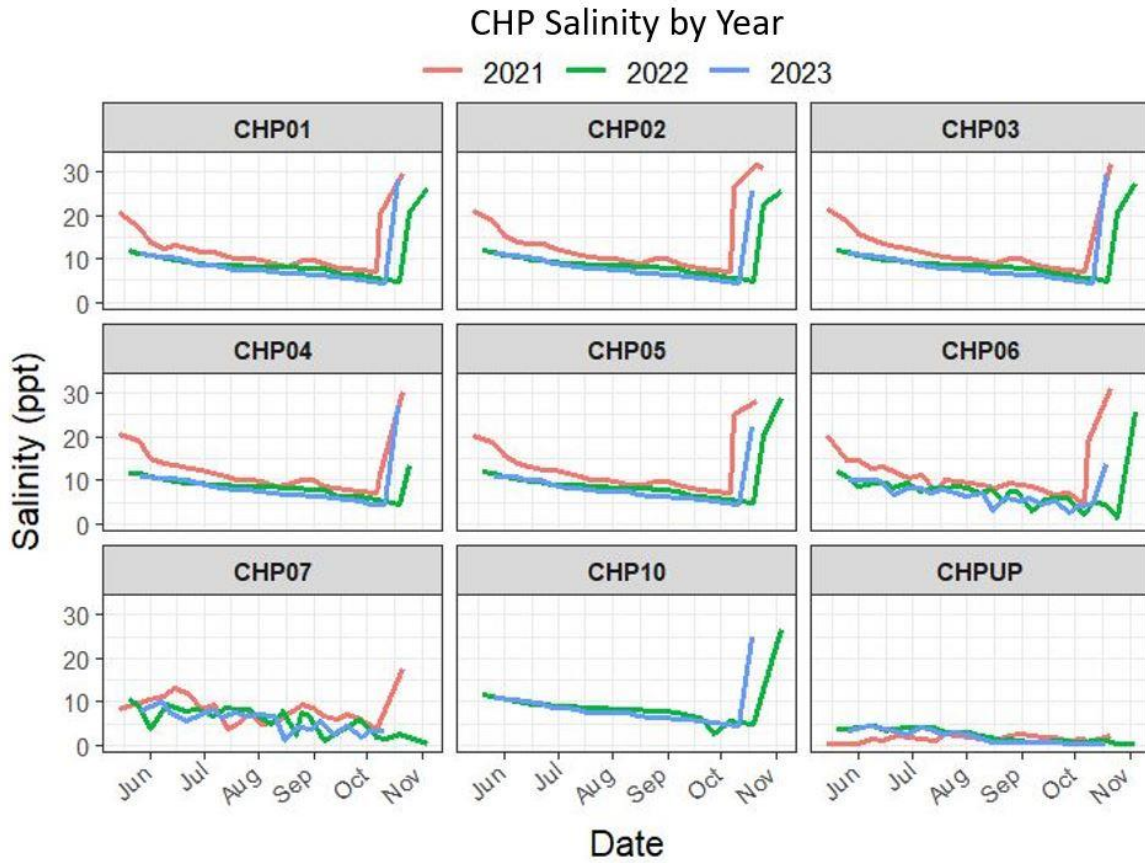 CHP Salinity by Year
2021 2022 2023
CHP01 CHP02 CHP03
30
20
10
0
CHP04 CHP05 CHP06
30
20
10
0
Salinity (ppt)
CHP07 CHP10 CHPUP
30
20
10
0
Jun Jul Aug Sep Oct Nov Jun Jul Aug Sep Oct Nov Jun Jul Aug Sep Oct Nov
Date